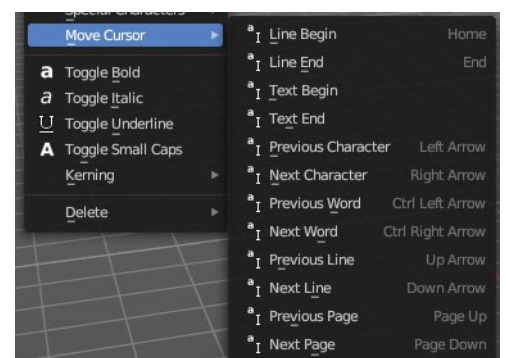 Special Characters
Move Cursor
Toggle Bold
Toggle Italic
Toggle Underline
Toggle Small Caps
Kerning
Delete
Line Begin Home
Line End End
Text Begin
Text End
Previous Character Left Arrow
Next Character Right Arrow
Previous Word Ctrl Left Arrow
Next Word Ctrl Right Arrow
Previous Line Up Arrow
Next Line Down Arrow
Previous Page Page Up
Next Page Page Down